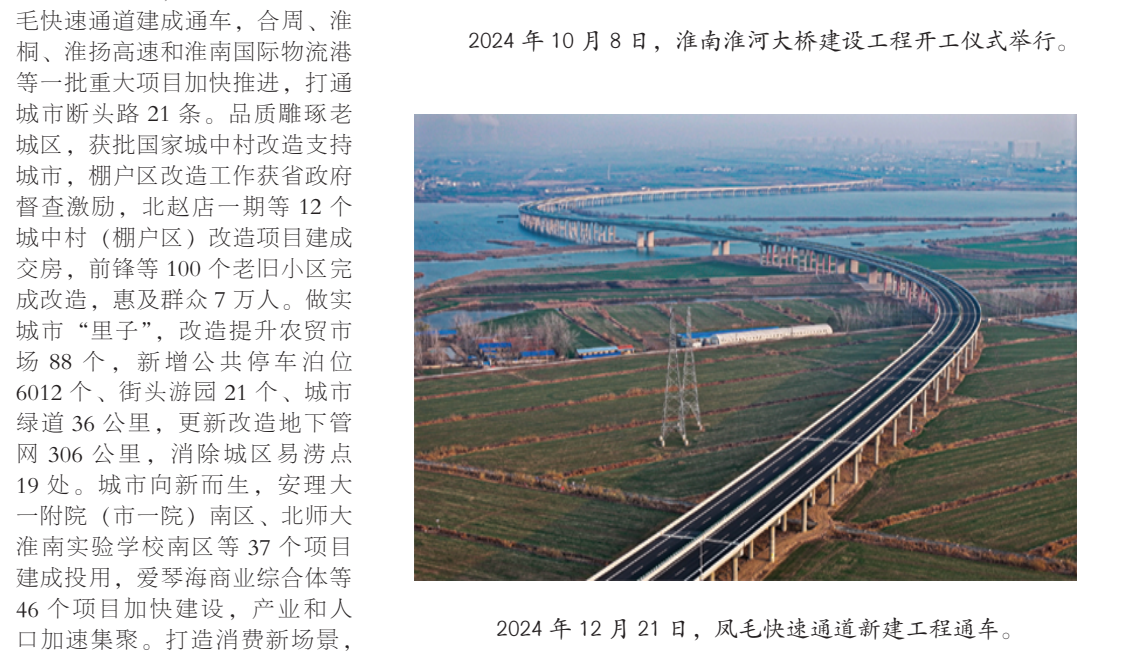 毛快速通道建成通车，合周、淮
桐、淮扬高速和淮南国际物流港
等一批重大项目加快推进，打通
城市断头路 21 条。品质雕琢老
城区，获批国家城中村改造支持
城市，棚户区改造工作获省政府
督查激励，北赵店一期等 12 个
城中村（棚户区）改造项目建成
交房，前锋等 100 个老旧小区完
成改造，惠及群众 7 万人。做实
城市“里子”，改造提升农贸市
场 88 个，新增公共停车泊位
6012 个、街头游园 21 个、城市
绿道 36 公里，更新改造地下管
网 306 公里，消除城区易涝点
19 处。城市向新而生，安理大
一附院（市一院）南区、北师大
淮南实验学校南区等 37 个项目
建成投用，爱琴海商业综合体等
46 个项目加快建设，产业和人
口加速集聚。打造消费新场景，
2024 年 10 月 8 日，淮南淮河大桥建设工程开工仪式举行。
2024 年 12 月 21 日，凤毛快速通道新建工程通车。